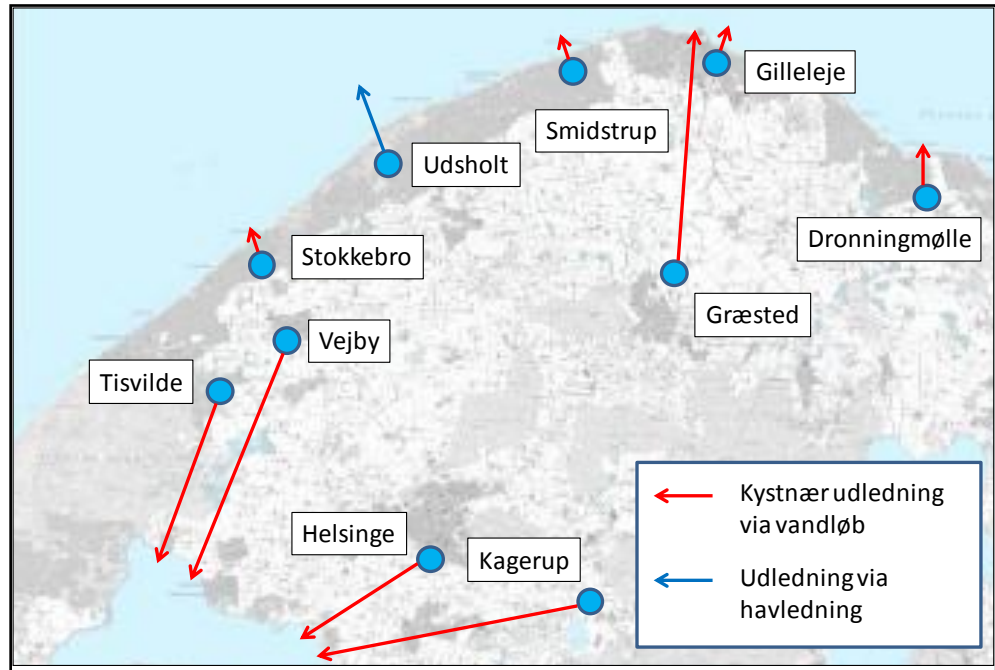 Gilleleje
Smidstrup
Udsholt
Dronningmølle
Stokkebro
Græsted
Vejby
Tisvilde
Helsinge
Kagerup
Kystnær udledning
via vandløb
Udledning via
havledning